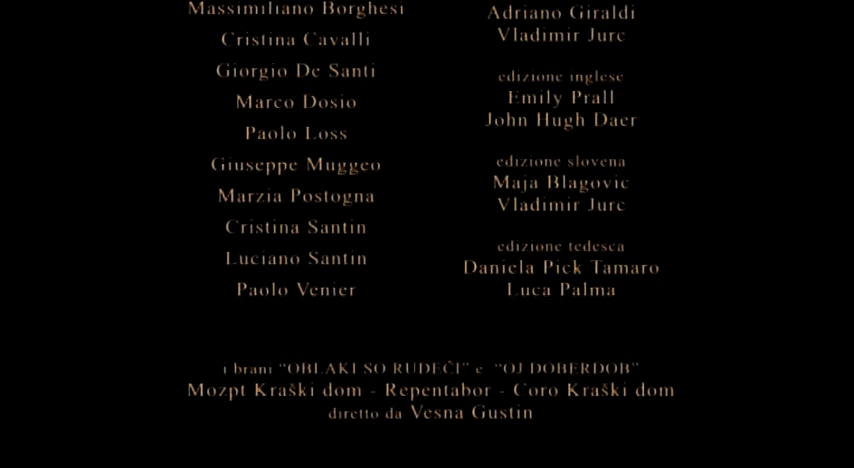 Massimiliano Borghesi
Cristina Cavalli
Giorgio De Santi
Marco Dosio
Paolo Loss
Giuseppe Muggeo
Marzia Postogna
Cristina Santin
Luciano Santin
Paolo Venier
Adriano Giraldi
Vladimir Jurc
edizione inglese
Emily Prall
John Hugh Daer
edizione slovena
Maja Blagovic
Vladimir Jurc
edizione tedesca
Daniela Pick Tamaro
Luca Palma
i brani “OBLAKI SO RUDEČI” e “OJ DOBERDOB”
Mozpt Kraški dom - Repentabor - Coro Kraški dom
diretto da Vesna Gustin